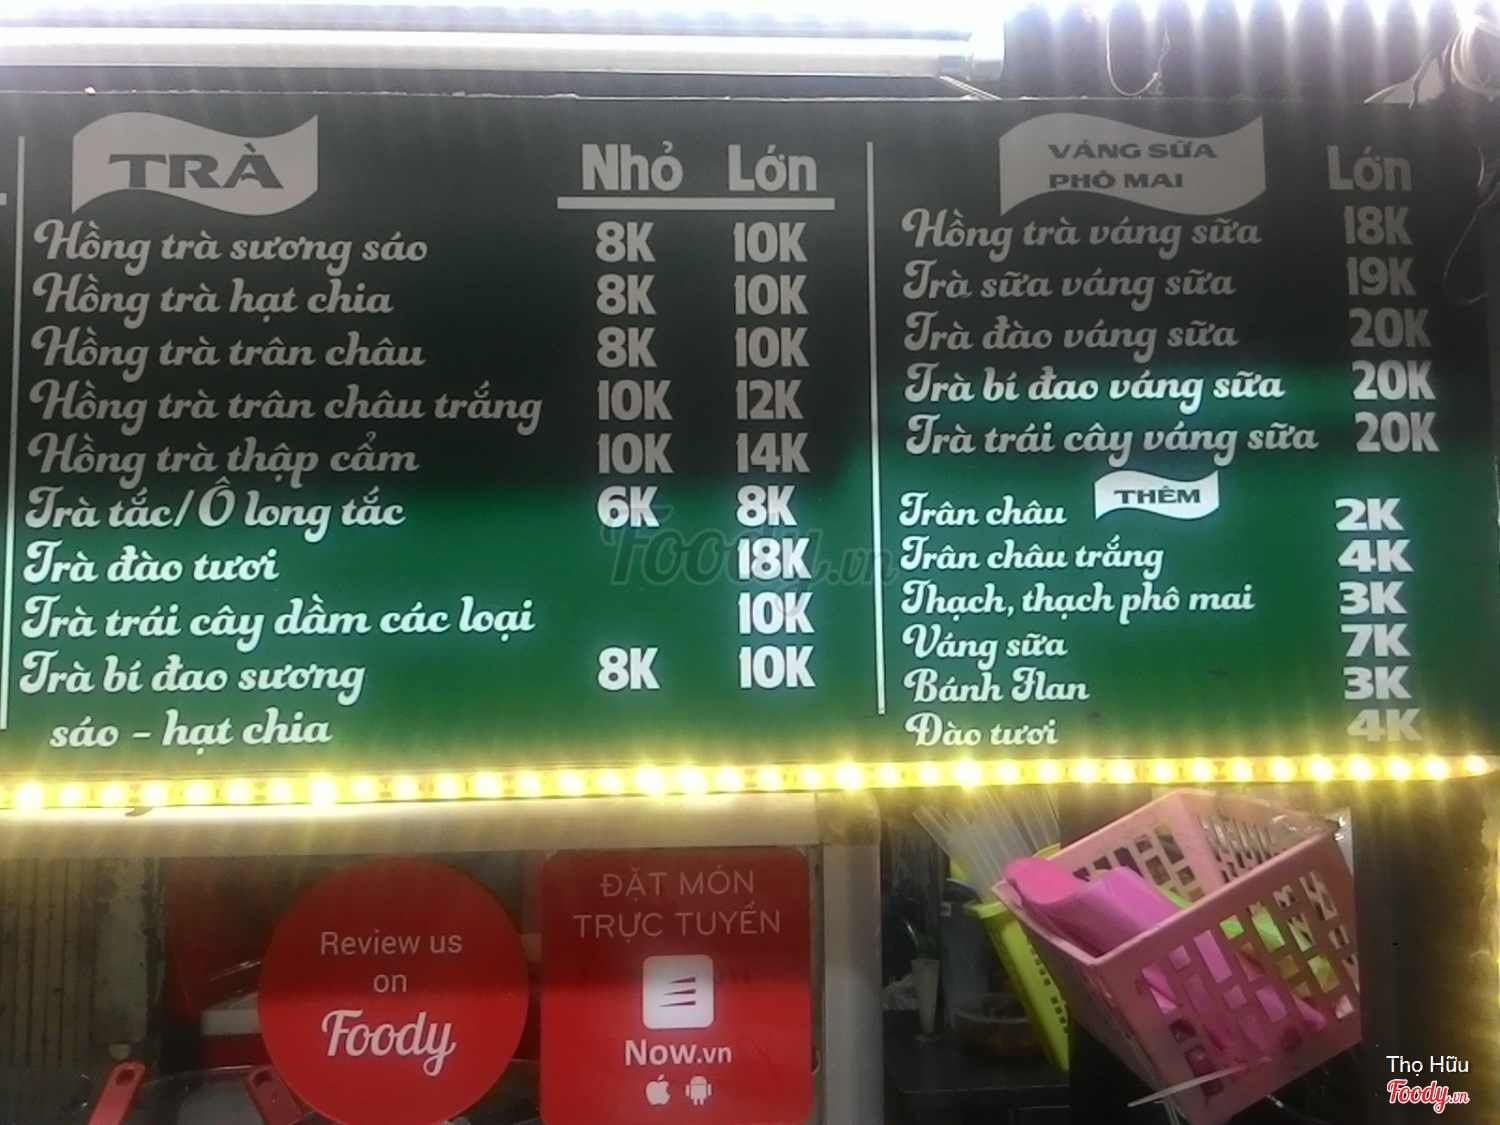 TRÀ Nhỏ Lớn
Hồng trà sương sáo 8K 10K
Hồng trà hạt chia 8K 10K
Hồng trà trân châu 8K 10K
Hồng trà trân châu trắng 10K 12K
Hồng trà thập cẩm 10K 14K
Trà tắc/Ô long tắc 6K 8K
Trà đào tươi 18K
Trà trái cây dầm các loại 10K
Trà bí đao sương 8K 10K
sáo - hạt chia
VÁNG SỮA
PHÔ MAI Lớn
Hồng trà váng sữa 18K
Trà sữa váng sữa 19K
Trà đào váng sữa 20K
Trà bí đao váng sữa 20K
Trà trái cây váng sữa 20K
THÊM
Trân châu 2K
Trân châu trắng 4K
Thạch, thạch phô mai 3K
Váng sữa 7K
Bánh Flan 3K
Đào tươi 4K
Foody.vn
Review us
on
Foody
ĐẶT MÓN
TRỰC TUYẾN
Now.vn
Thọ Hữu
Foody.vn